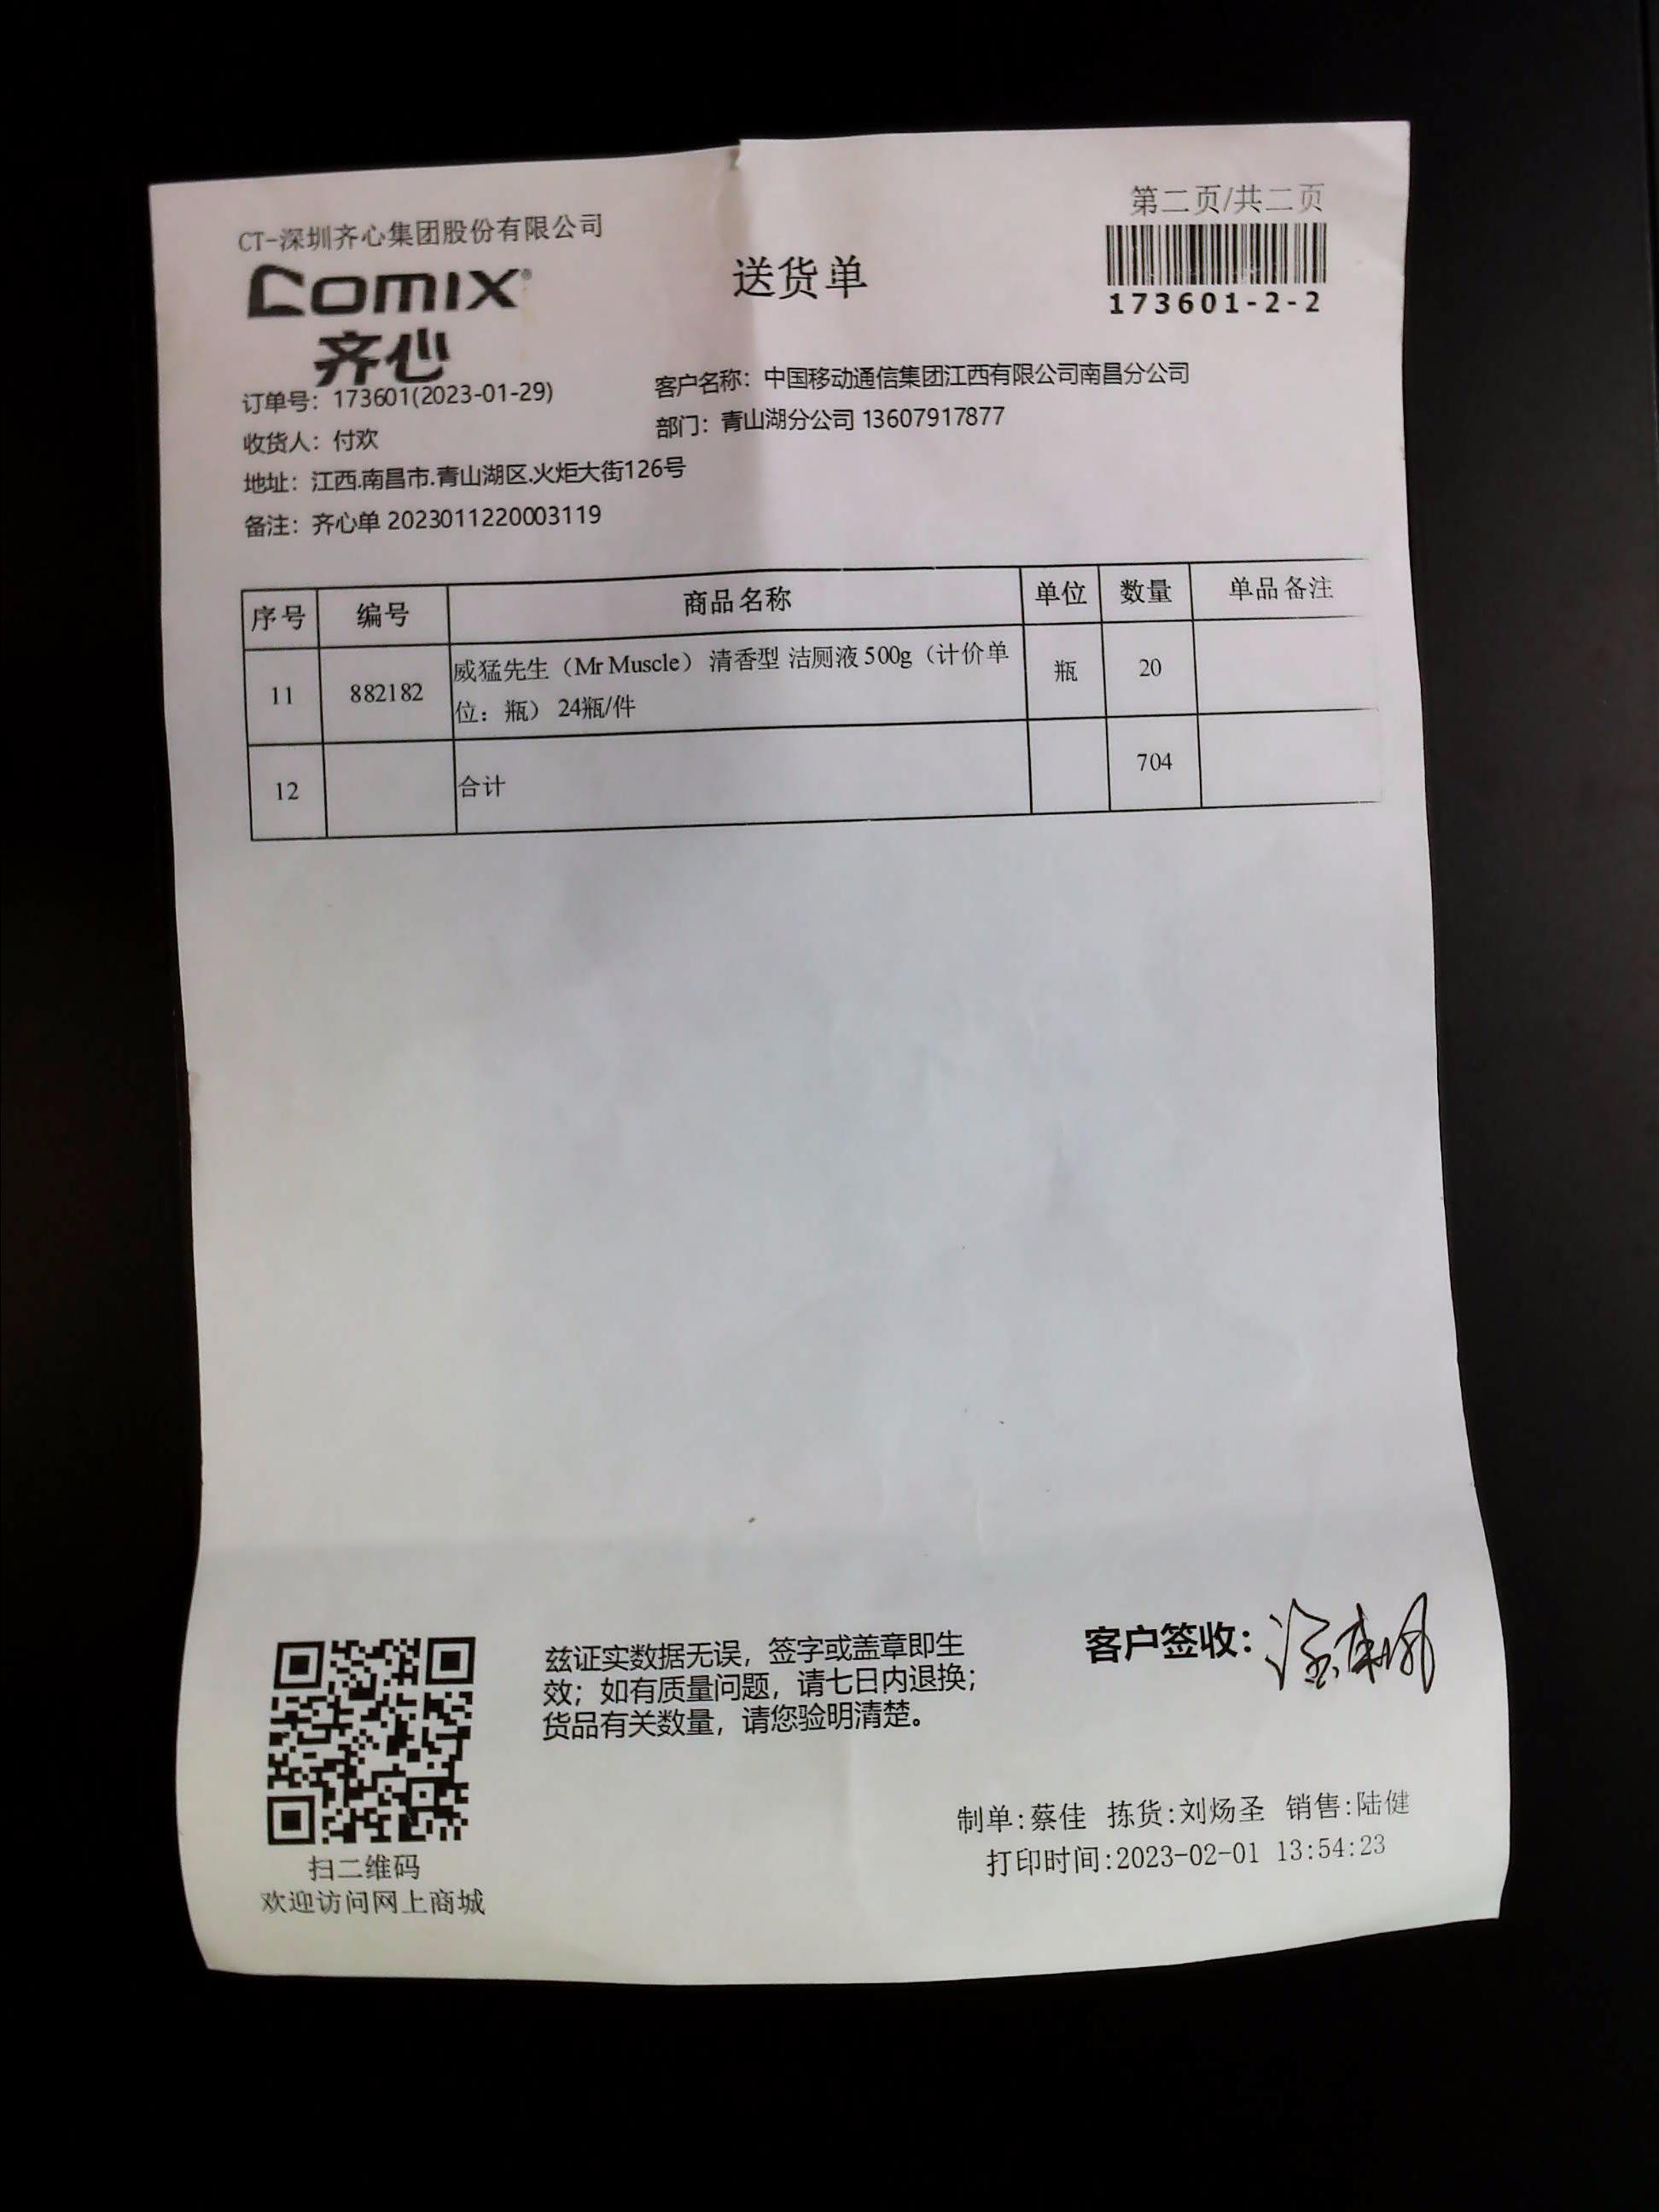 第二页/共二页
CT-深圳齐心集团股份有限公司
comix
齐心
送货单
173601-2-2
订单号：173601(2023-01-29)
客户名称：中国移动通信集团江西有限公司南昌分公司
收货人：付欢
部门：青山湖分公司 13607917877
地址：江西.南昌市.青山湖区.火炬大街126号
备注：齐心单 2023011220003119
序号 编号 商品名称 单位 数量 单品备注
11 882182 威猛先生（Mr Muscle） 清香型 洁厕液 500g（计价单 瓶 20
位：瓶） 24瓶/件
12 合计 704
兹证实数据无误，签字或盖章即生
效；如有质量问题，请七日内退换；
货品有关数量，请您验明清楚。
客户签收：
制单:蔡佳 拣货:刘炀圣 销售:陆健
打印时间:2023-02-01 13:54:23
扫二维码
欢迎访问网上商城